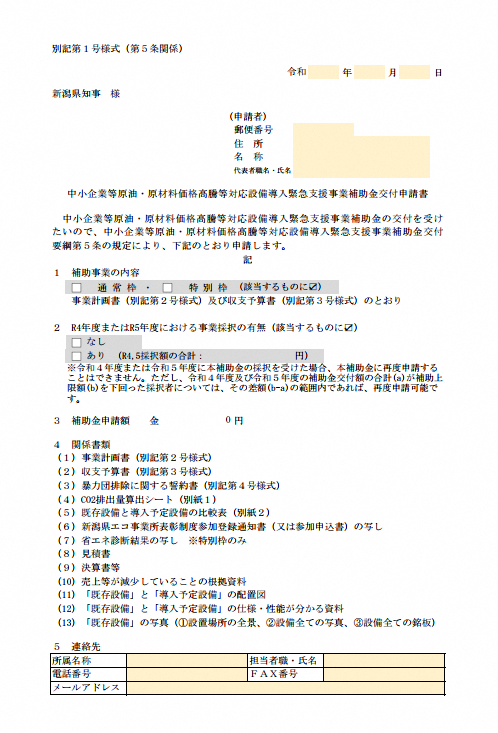 別記第１号様式（第５条関係）
令和 年 月 日
新潟県知事 様
(申請者)
郵便番号
住 所
名 称
代表者職名・氏名
中小企業等原油・原材料価格高騰等対応設備導入緊急支援事業補助金交付申請書
中小企業等原油・原材料価格高騰等対応設備導入緊急支援事業補助金の交付を受け
たいので、中小企業等原油・原材料価格高騰等対応設備導入緊急支援事業補助金交付
要綱第５条の規定により、下記のとおり申請します。
記
１ 補助事業の内容
□ 通 常 枠 ・ □ 特 別 枠 (該当するものに☑)
事業計画書（別記第２号様式）及び収支予算書（別記第３号様式）のとおり
２ R4年度またはR5年度における事業採択の有無（該当するものに☑）
□ なし
□ あり （R4,5採択額の合計： 円）
※令和４年度または令和５年度に本補助金の採択を受けた場合、本補助金に再度申請する
ことはできません。ただし、令和４年度及び令和５年度の補助金交付額の合計(a)が補助上
限額(b)を下回った採択者については、その差額(b-a)の範囲内であれば、再度申請可能で
す。
３ 補助金申請額 金 0 円
４ 関係書類
(１) 事業計画書（別記第２号様式）
(２) 収支予算書（別記第３号様式）
(３) 暴力団排除に関する誓約書（別記第４号様式）
(４) CO2排出量算出シート（別紙１）
(５) 既存設備と導入予定設備の比較表（別紙２）
(６) 新潟県エコ事業所表彰制度参加登録通知書（又は参加申込書）の写し
(７) 省エネ診断結果の写し ※特別枠のみ
(８) 見積書
(９) 決算書等
(10) 売上等が減少していることの根拠資料
(11) 「既存設備」と「導入予定設備」の配置図
(12) 「既存設備」と「導入予定設備」の仕様・性能が分かる資料
(13) 「既存設備」の写真（①設置場所の全景、②設備全ての写真、③設備全ての銘板）
５ 連絡先
所属名称 担当者職・氏名
電話番号 ＦＡＸ番号
メールアドレス